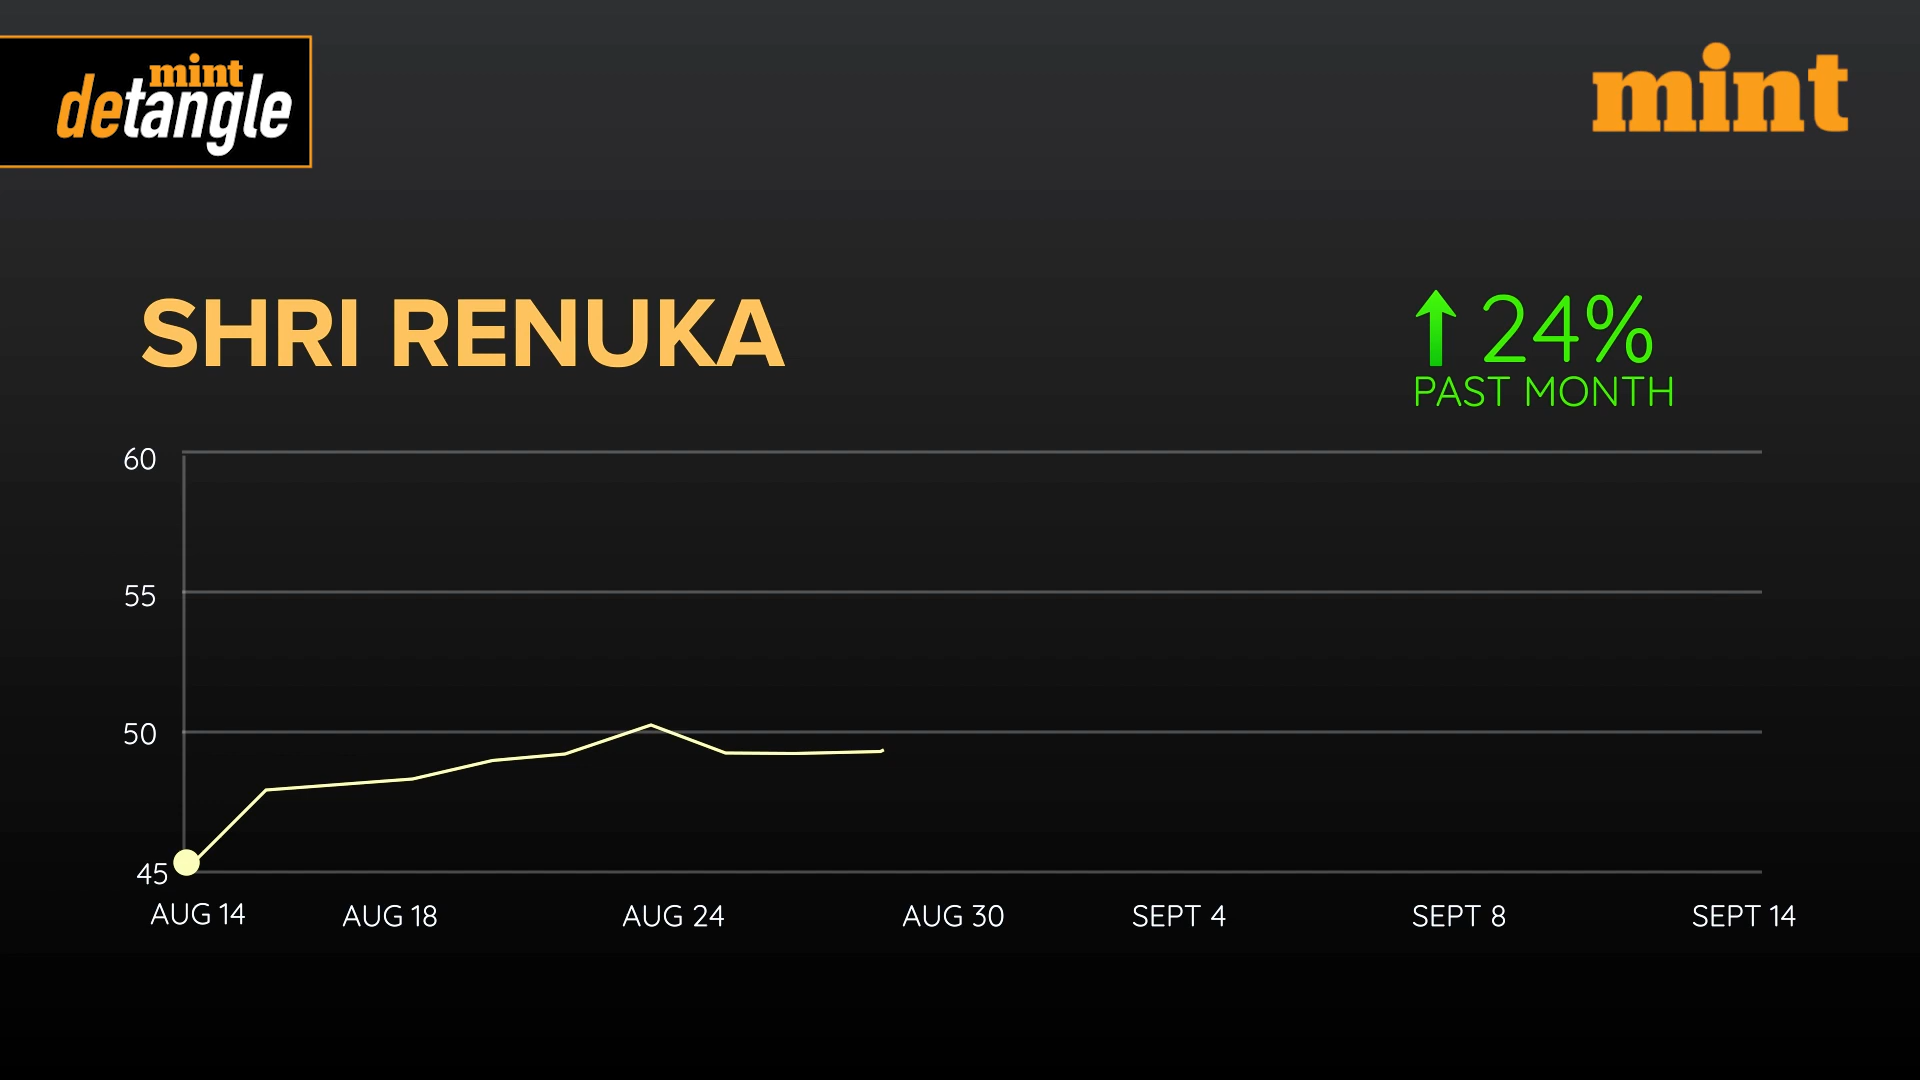 mint
detangle
mint
SHRI RENUKA
24%
PAST MONTH
60
55
50
45
AUG 14
AUG 18
AUG 24
AUG 30
SEPT 4
SEPT 8
SEPT 14